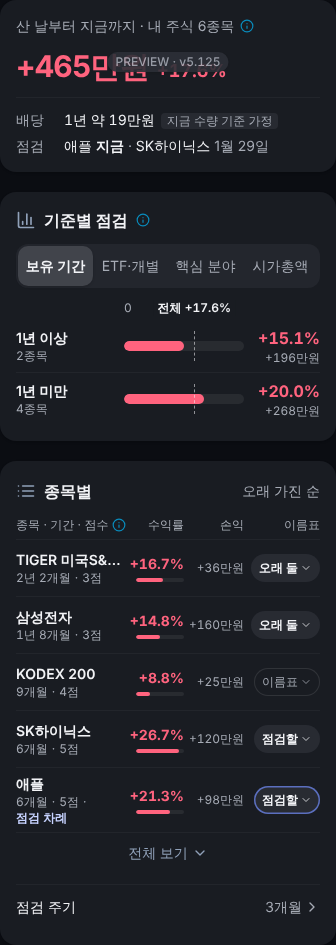 산 날부터 지금까지 · 내 주식 6종목
+465만원 +17.6%
PREVIEW · v5.125
배당 1년 약 19만원 지금 수량 기준 가정
점검 애플 지금 · SK하이닉스 1월 29일
기준별 점검
보유 기간 ETF·개별 핵심 분야 시가총액
0 전체 +17.6%
1년 이상 +15.1%
2종목 +196만원
1년 미만 +20.0%
4종목 +268만원
종목별 오래 가진 순
종목 · 기간 · 점수 수익률 손익 이름표
TIGER 미국S&... +16.7% +36만원 오래 둘
2년 2개월 · 3점
삼성전자 +14.8% +160만원 오래 둘
1년 8개월 · 3점
KODEX 200 +8.8% +25만원 이름표
9개월 · 4점
SK하이닉스 +26.7% +120만원 점검할
6개월 · 5점
애플 +21.3% +98만원 점검할
6개월 · 5점 ·
점검 차례
전체 보기
점검 주기 3개월